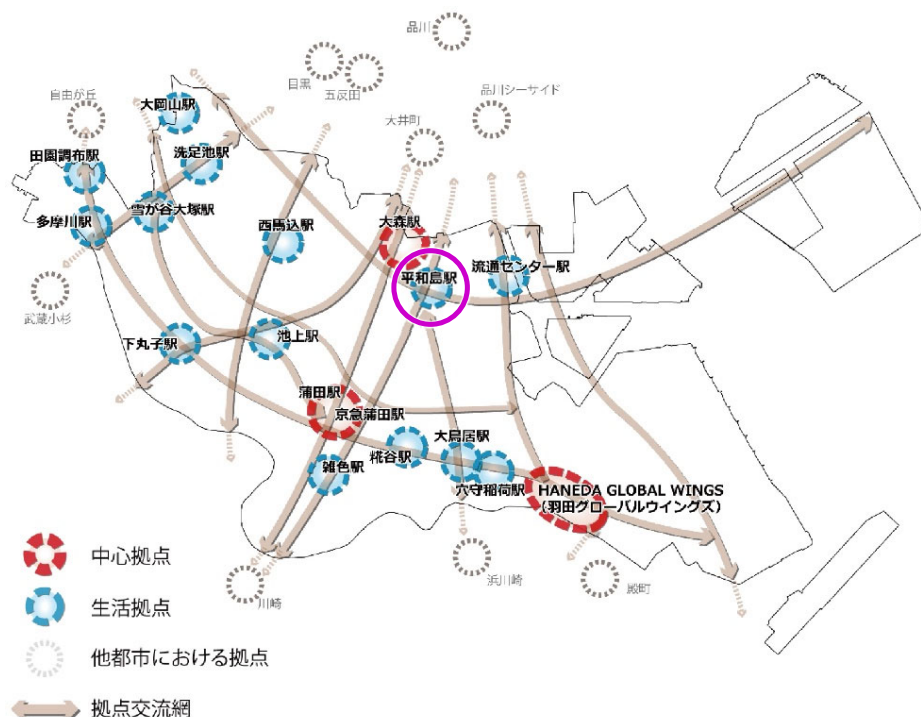 品川
目黒
五反田
品川シーサイド
自由が丘
大岡山駅
大井町
田園調布駅
洗足池駅
多摩川駅
雪が谷大塚駅
西馬込駅
大森駅
平和島駅
流通センター駅
武蔵小杉
下丸子駅
池上駅
蒲田駅
京急蒲田駅
大鳥居駅
糀谷駅
雑色駅
穴守稲荷駅
HANEDA GLOBAL WINGS
（羽田グローバルウイングズ）
川崎
浜川崎
殿町
中心拠点
生活拠点
他都市における拠点
拠点交流網